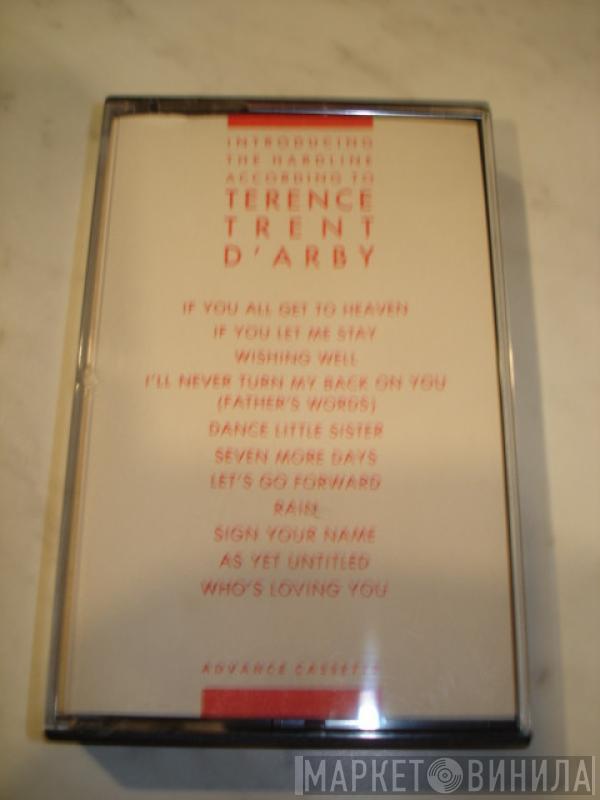 INTRODUCING
THE HARDLINE
ACCORDING TO
TERENCE
TRENT
D'ARBY
IF YOU ALL GET TO HEAVEN
IF YOU LET ME STAY
WISHING WELL
I'LL NEVER TURN MY BACK ON YOU
(FATHER'S WORDS)
DANCE LITTLE SISTER
SEVEN MORE DAYS
LET'S GO FORWARD
RAIN
SIGN YOUR NAME
AS YET UNTITLED
WHO'S LOVING YOU
ADVANCE CASSETTE
МАРКЕТ ВИНИЛА